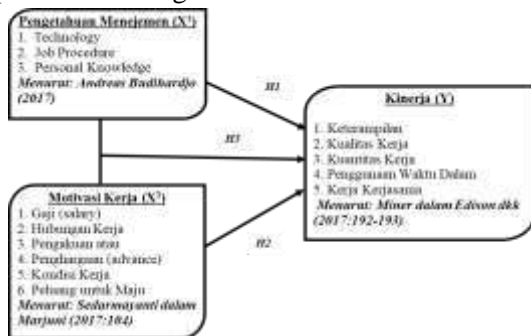 Pengetahuan Menejemen (X¹)
1. Technology
2. Job Procedure
3. Personal Knowledge
Menurut: Andreas Budihardjo
(2017)
H1
Kinerja (Y)
1. Keterampilan
2. Kualitas Kerja
3. Kuantitas Kerja
4. Penggunaan Waktu Dalam
5. Kerja Kerjasama
Menurut: Miner dalam Edison dkk
(2017:192-193)
H3
Motivasi Kerja (X²)
1. Gaji (salary)
2. Hubungan Kerja
3. Pengakuan atau
4. Penghargaan (advance)
5. Kondisi Kerja
6. Peluang untuk Maju
Menurut: Sedarmayanti dalam
Marjuni (2017:104)
H2